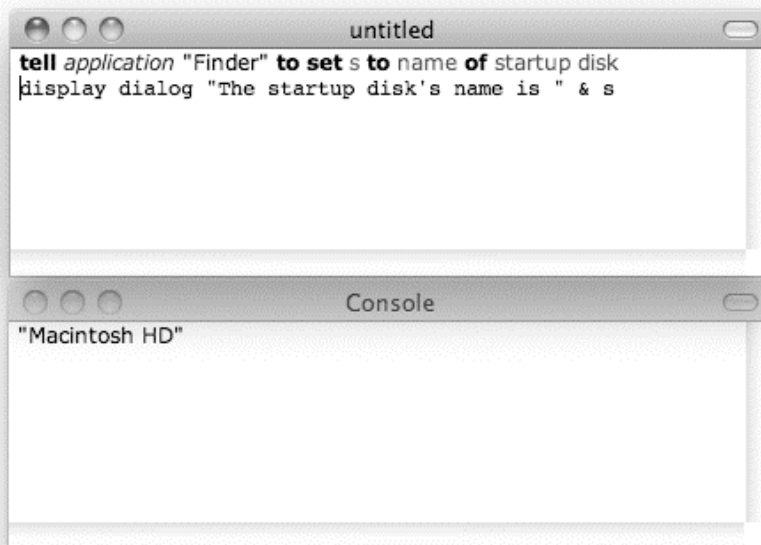 untitled
tell application "Finder" to set s to name of startup disk
display dialog "The startup disk's name is " & s
Console
"Macintosh HD"